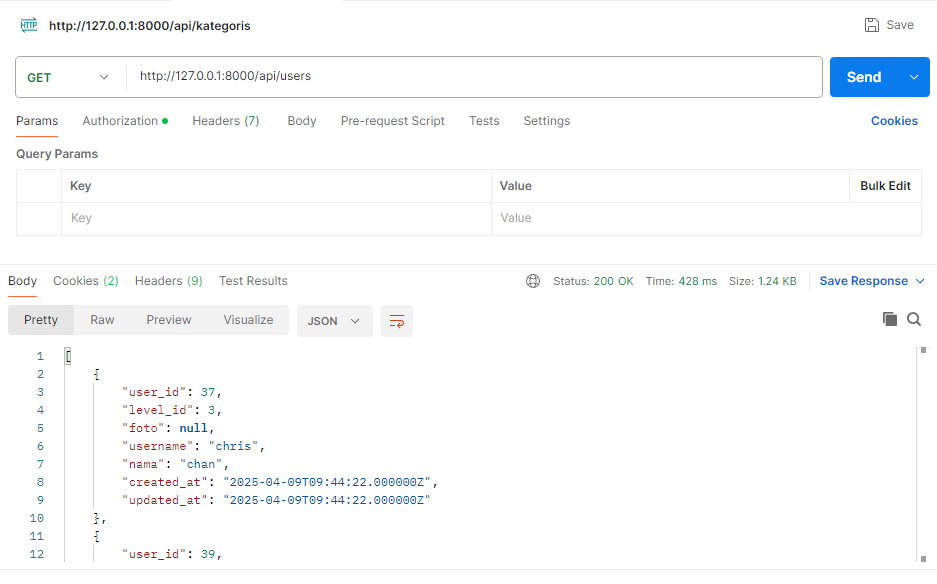 HTTP http://127.0.0.1:8000/api/kategoris Save
GET http://127.0.0.1:8000/api/users Send
Params Authorization Headers (7) Body Pre-request Script Tests Settings Cookies
Query Params
Key Value Bulk Edit
Key Value
Body Cookies (2) Headers (9) Test Results Status: 200 OK Time: 428 ms Size: 1.24 KB Save Response
Pretty Raw Preview Visualize JSON
1 [
2 {
3 "user_id": 37,
4 "level_id": 3,
5 "foto": null,
6 "username": "chris",
7 "nama": "chan",
8 "created_at": "2025-04-09T09:44:22.000000Z",
9 "updated_at": "2025-04-09T09:44:22.000000Z"
10 },
11 {
12 "user_id": 39,